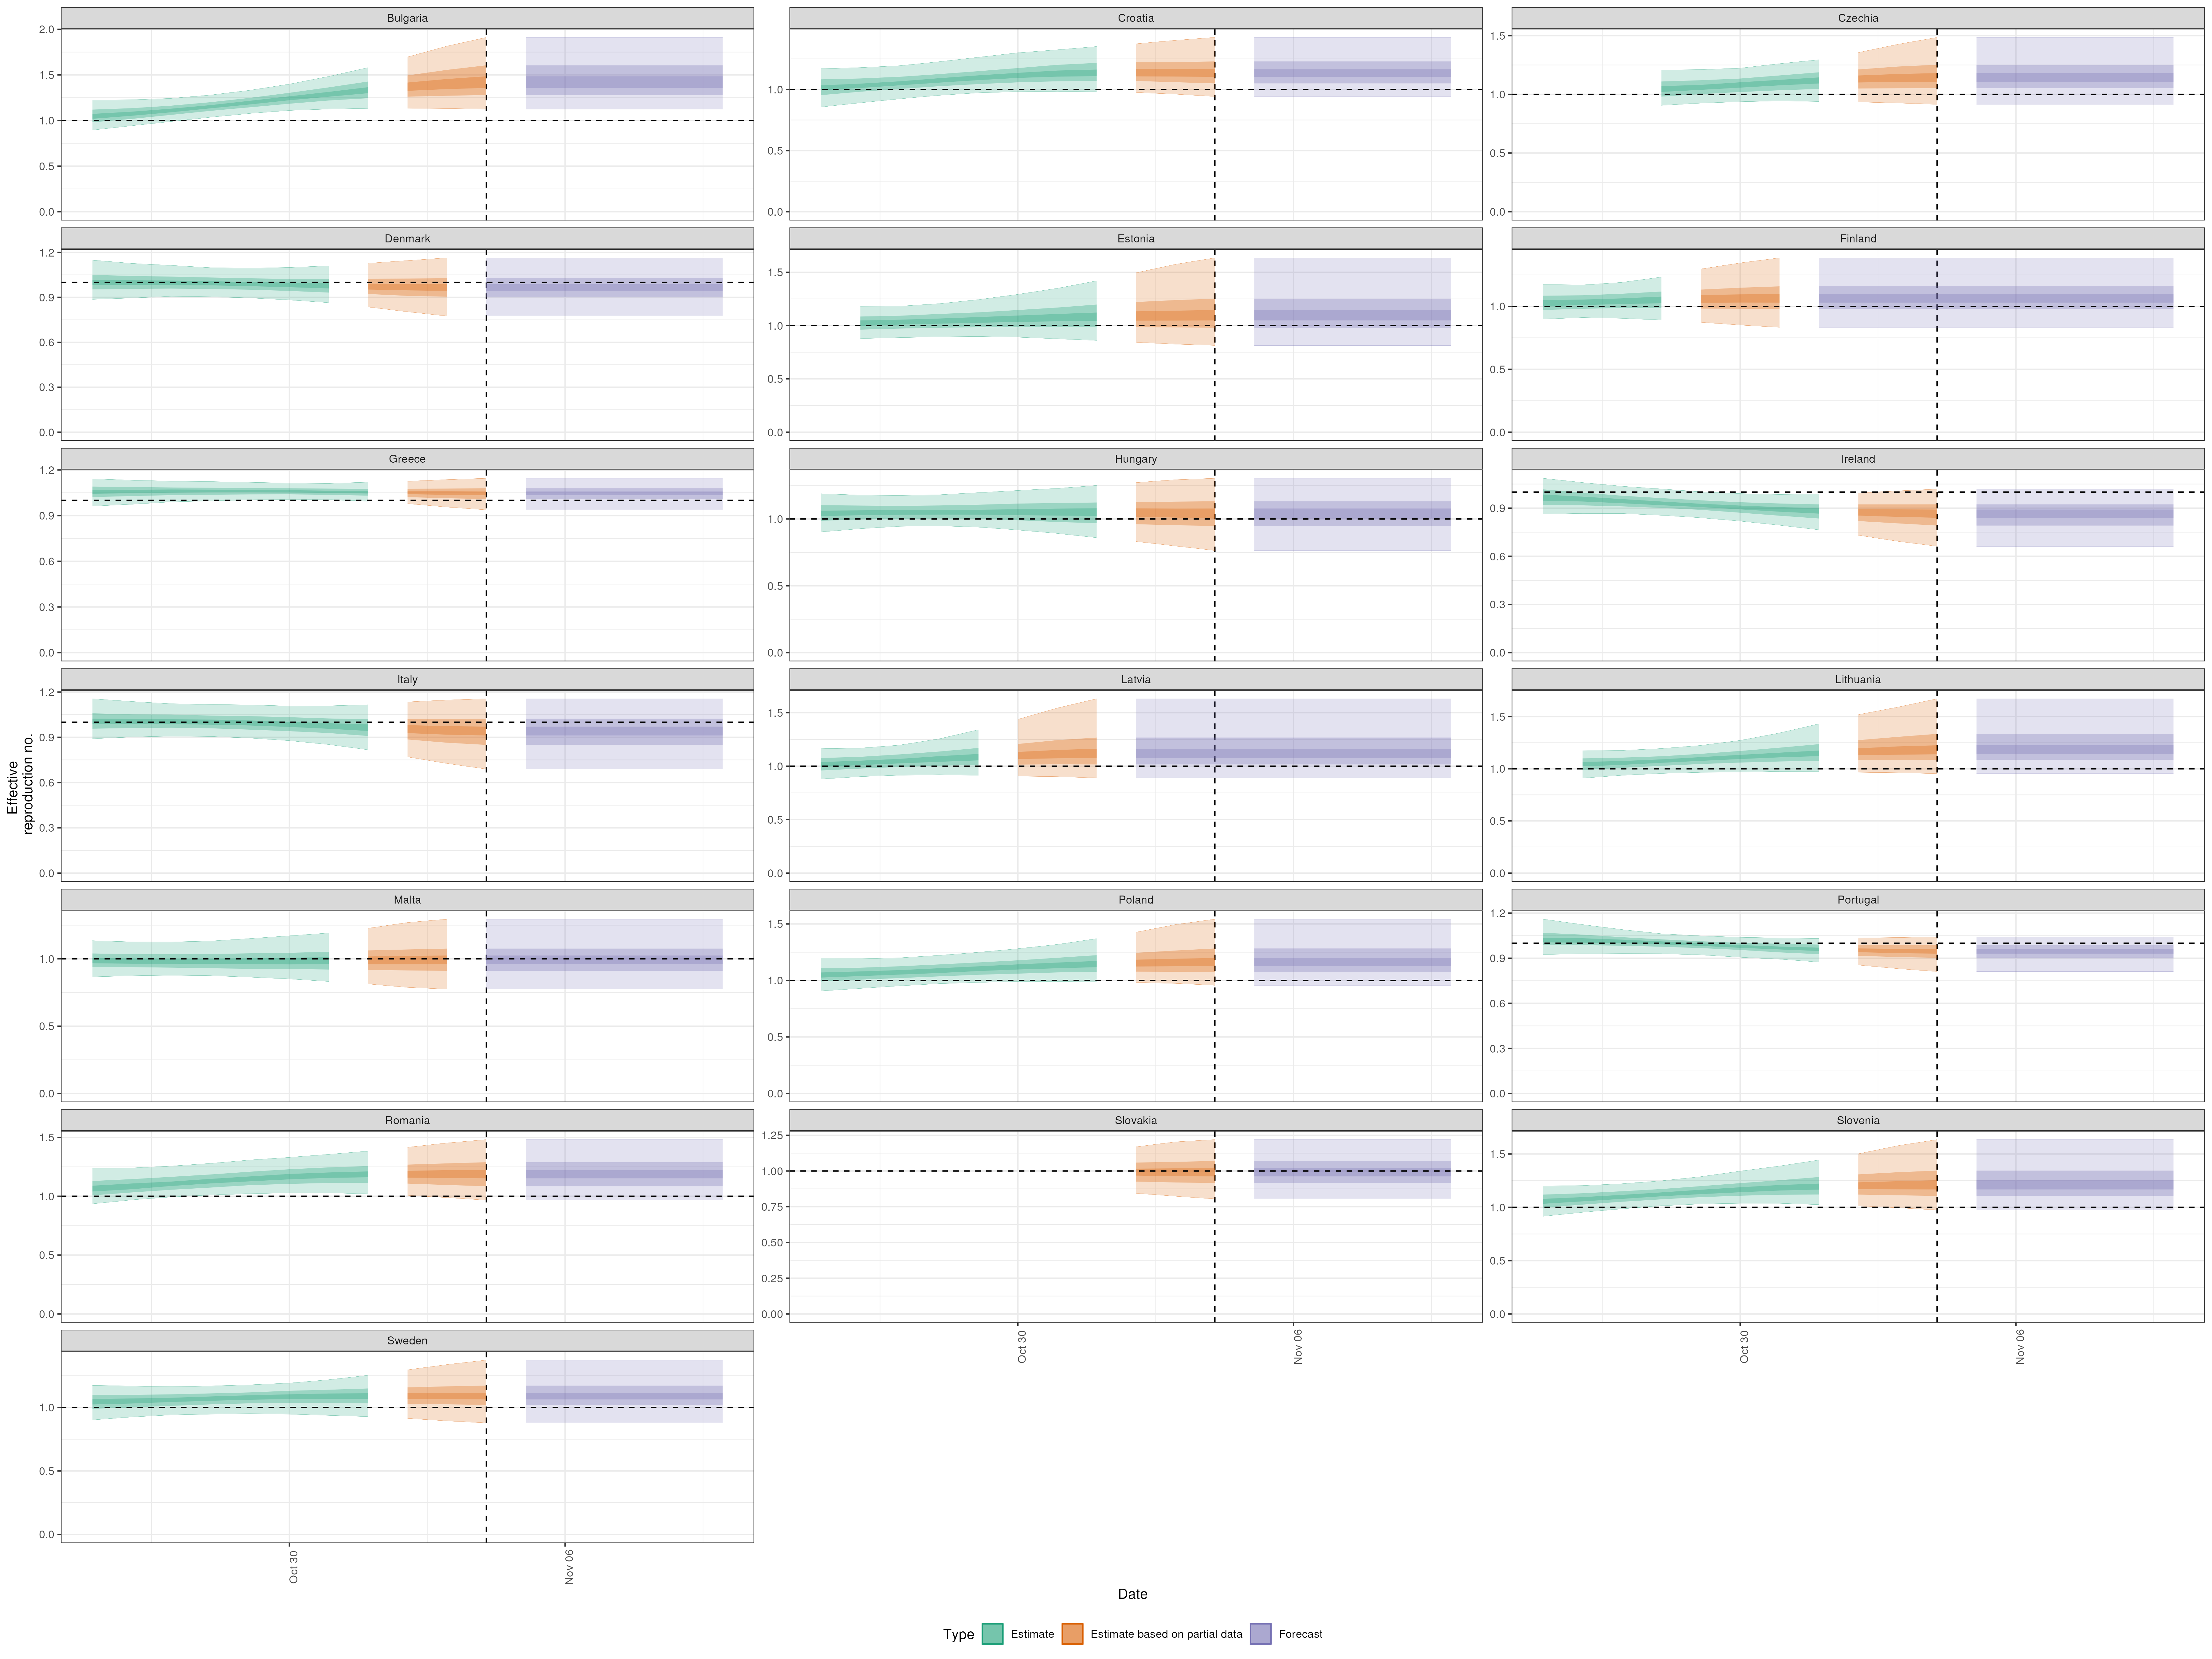 Bulgaria
Croatia
Czechia
2.0
1.5
1.0
0.5
0.0
1.0
0.5
0.0
1.5
1.0
0.5
0.0
Denmark
Estonia
Finland
1.2
0.9
0.6
0.3
0.0
1.5
1.0
0.5
0.0
1.0
0.5
0.0
Greece
Hungary
Ireland
1.2
0.9
0.6
0.3
0.0
1.0
0.5
0.0
0.9
0.6
0.3
0.0
Italy
Latvia
Lithuania
1.2
0.9
0.6
0.3
0.0
1.5
1.0
0.5
0.0
1.5
1.0
0.5
0.0
Effective
reproduction no.
Malta
Poland
Portugal
1.0
0.5
0.0
1.5
1.0
0.5
0.0
1.2
0.9
0.6
0.3
0.0
Romania
Slovakia
Slovenia
1.5
1.0
0.5
0.0
1.25
1.00
0.75
0.50
0.25
0.00
1.5
1.0
0.5
0.0
Oct 30
Nov 06
Oct 30
Nov 06
Sweden
1.0
0.5
0.0
Oct 30
Nov 06
Date
Type Estimate Estimate based on partial data Forecast